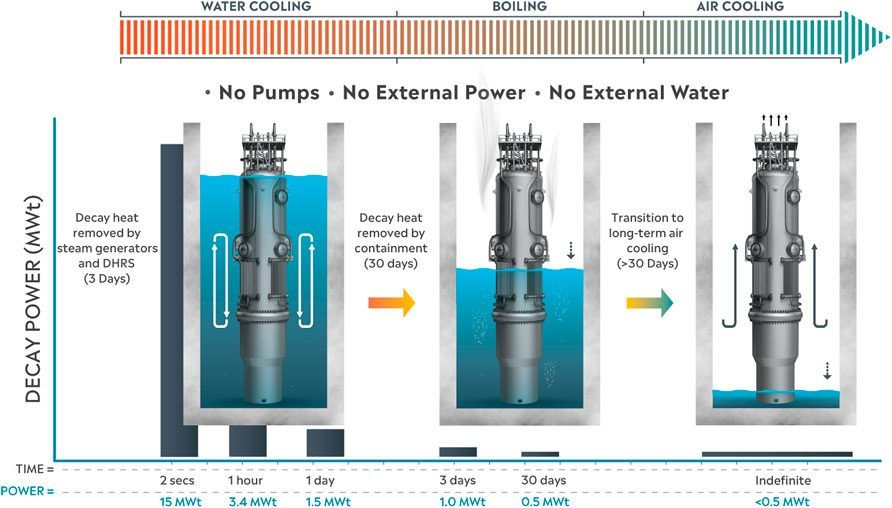 WATER COOLING BOILING AIR COOLING
• No Pumps • No External Power • No External Water
DECAY POWER (MWt)
Decay heat
removed by
steam generators
and DHRS
(3 Days)
Decay heat
removed by
containment
(30 days)
Transition to
long-term air
cooling
(>30 Days)
TIME = 2 secs 1 hour 1 day 3 days 30 days Indefinite
POWER = 15 MWt 3.4 MWt 1.5 MWt 1.0 MWt 0.5 MWt <0.5 MWt